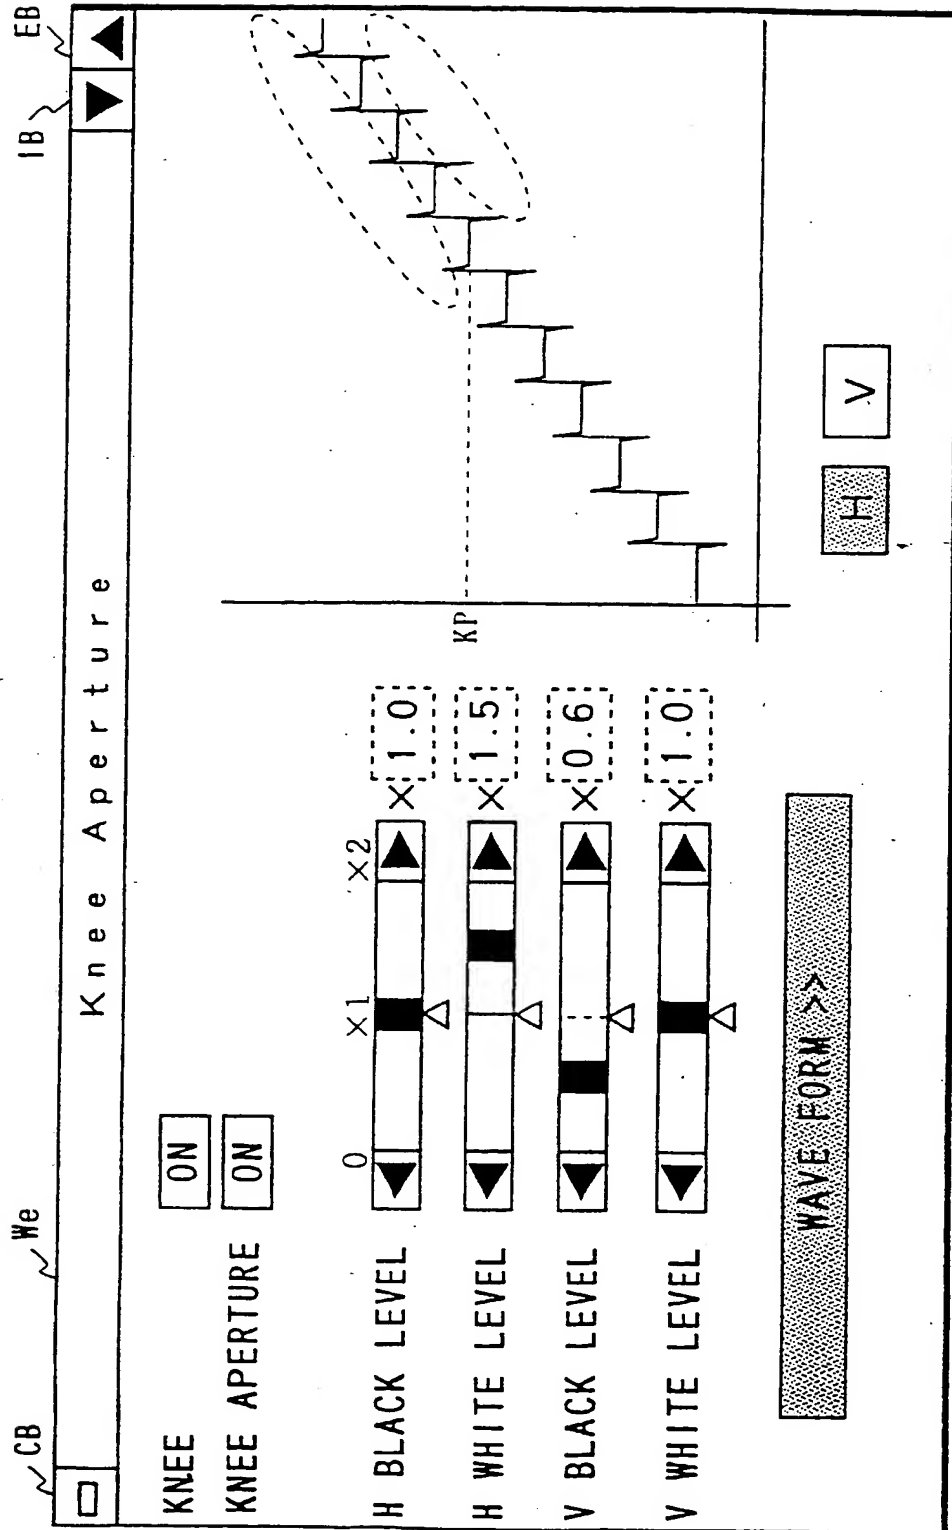 CB We IB EB
Knee Aperture
KNEE ON
KNEE APERTURE ON
0 ×1 ×2
H BLACK LEVEL ×1.0
H WHITE LEVEL ×1.5
V BLACK LEVEL ×0.6
V WHITE LEVEL ×1.0
WAVE FORM >>
KP
H V